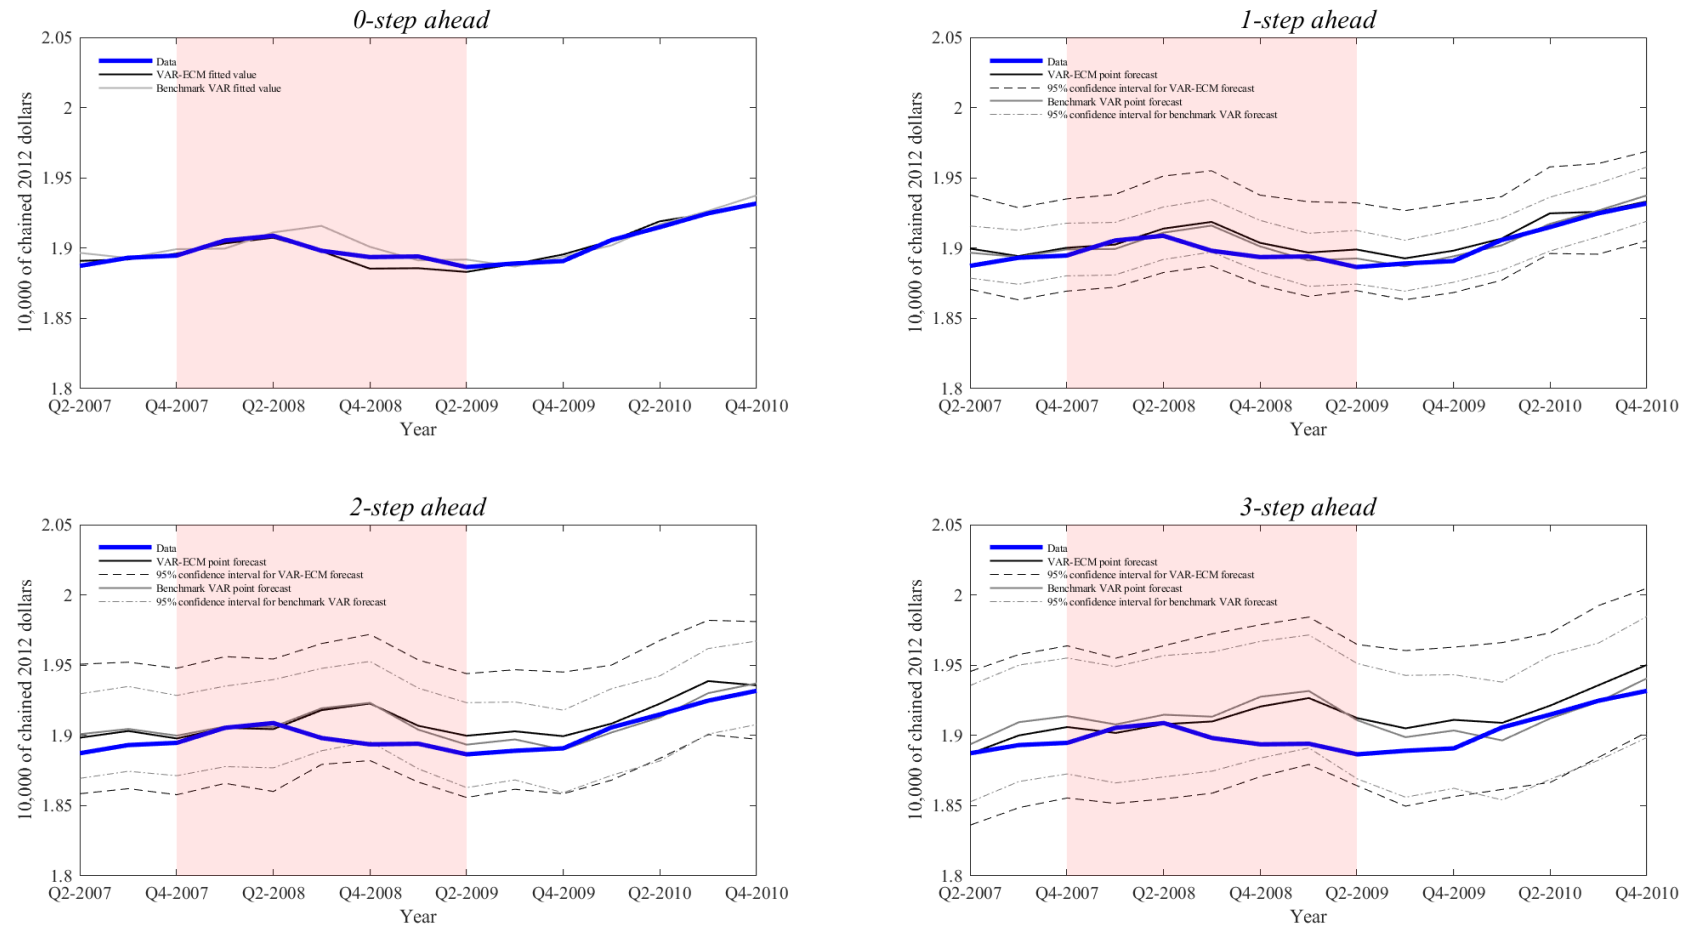 0-step ahead
2.05
2
1.95
1.9
1.85
1.8
10,000 of chained 2012 dollars
Data
VAR-ECM fitted value
Benchmark VAR fitted value
Q2-2007 Q4-2007 Q2-2008 Q4-2008 Q2-2009 Q4-2009 Q2-2010 Q4-2010
Year
1-step ahead
2.05
2
1.95
1.9
1.85
1.8
10,000 of chained 2012 dollars
Data
VAR-ECM point forecast
95% confidence interval for VAR-ECM forecast
Benchmark VAR point forecast
95% confidence interval for benchmark VAR forecast
Q2-2007 Q4-2007 Q2-2008 Q4-2008 Q2-2009 Q4-2009 Q2-2010 Q4-2010
Year
2-step ahead
2.05
2
1.95
1.9
1.85
1.8
10,000 of chained 2012 dollars
Data
VAR-ECM point forecast
95% confidence interval for VAR-ECM forecast
Benchmark VAR point forecast
95% confidence interval for benchmark VAR forecast
Q2-2007 Q4-2007 Q2-2008 Q4-2008 Q2-2009 Q4-2009 Q2-2010 Q4-2010
Year
3-step ahead
2.05
2
1.95
1.9
1.85
1.8
10,000 of chained 2012 dollars
Data
VAR-ECM point forecast
95% confidence interval for VAR-ECM forecast
Benchmark VAR point forecast
95% confidence interval for benchmark VAR forecast
Q2-2007 Q4-2007 Q2-2008 Q4-2008 Q2-2009 Q4-2009 Q2-2010 Q4-2010
Year